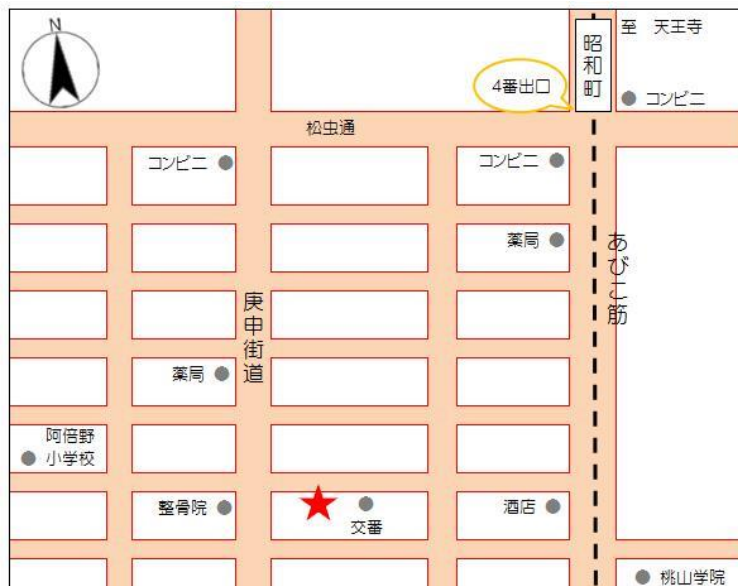 N
至 天王寺
昭和町
4番出口
コンビニ
松虫通
コンビニ
コンビニ
薬局
あびこ筋
庚申街道
薬局
阿倍野
小学校
整骨院
交番
酒店
桃山学院